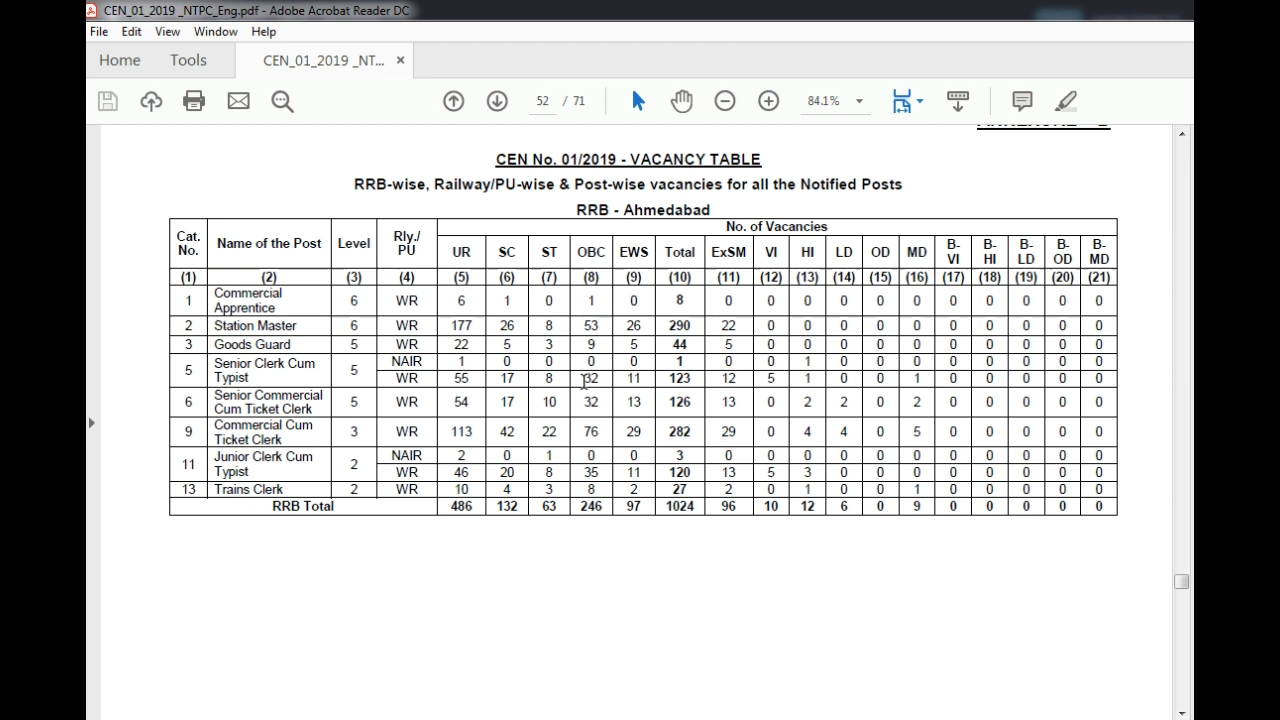 CEN_01_2019 _NTPC_Eng.pdf - Adobe Acrobat Reader DC
File Edit View Window Help
Home Tools CEN_01_2019 _NT... ×
52 / 71 84.1%
CEN No. 01/2019 - VACANCY TABLE
RRB-wise, Railway/PU-wise & Post-wise vacancies for all the Notified Posts
RRB - Ahmedabad
Cat. No. Name of the Post Level Rly./ PU No. of Vacancies
UR SC ST OBC EWS Total ExSM VI HI LD OD MD B-VI B-HI B-LD B-OD B-MD
(1) (2) (3) (4) (5) (6) (7) (8) (9) (10) (11) (12) (13) (14) (15) (16) (17) (18) (19) (20) (21)
1 Commercial Apprentice 6 WR 6 1 0 1 0 8 0 0 0 0 0 0 0 0 0 0 0
2 Station Master 6 WR 177 26 8 53 26 290 22 0 0 0 0 0 0 0 0 0 0
3 Goods Guard 5 WR 22 5 3 9 5 44 5 0 0 0 0 0 0 0 0 0 0
5 Senior Clerk Cum Typist 5 NAIR 1 0 0 0 0 1 0 0 1 0 0 0 0 0 0 0 0
WR 55 17 8 32 11 123 12 5 1 0 0 1 0 0 0 0 0
6 Senior Commercial Cum Ticket Clerk 5 WR 54 17 10 32 13 126 13 0 2 2 0 2 0 0 0 0 0
9 Commercial Cum Ticket Clerk 3 WR 113 42 22 76 29 282 29 0 4 4 0 5 0 0 0 0 0
11 Junior Clerk Cum Typist 2 NAIR 2 0 1 0 0 3 0 0 0 0 0 0 0 0 0 0 0
WR 46 20 8 35 11 120 13 5 3 0 0 0 0 0 0 0 0
13 Trains Clerk 2 WR 10 4 3 8 2 27 2 0 1 0 0 1 0 0 0 0 0
RRB Total 486 132 63 246 97 1024 96 10 12 6 0 9 0 0 0 0 0